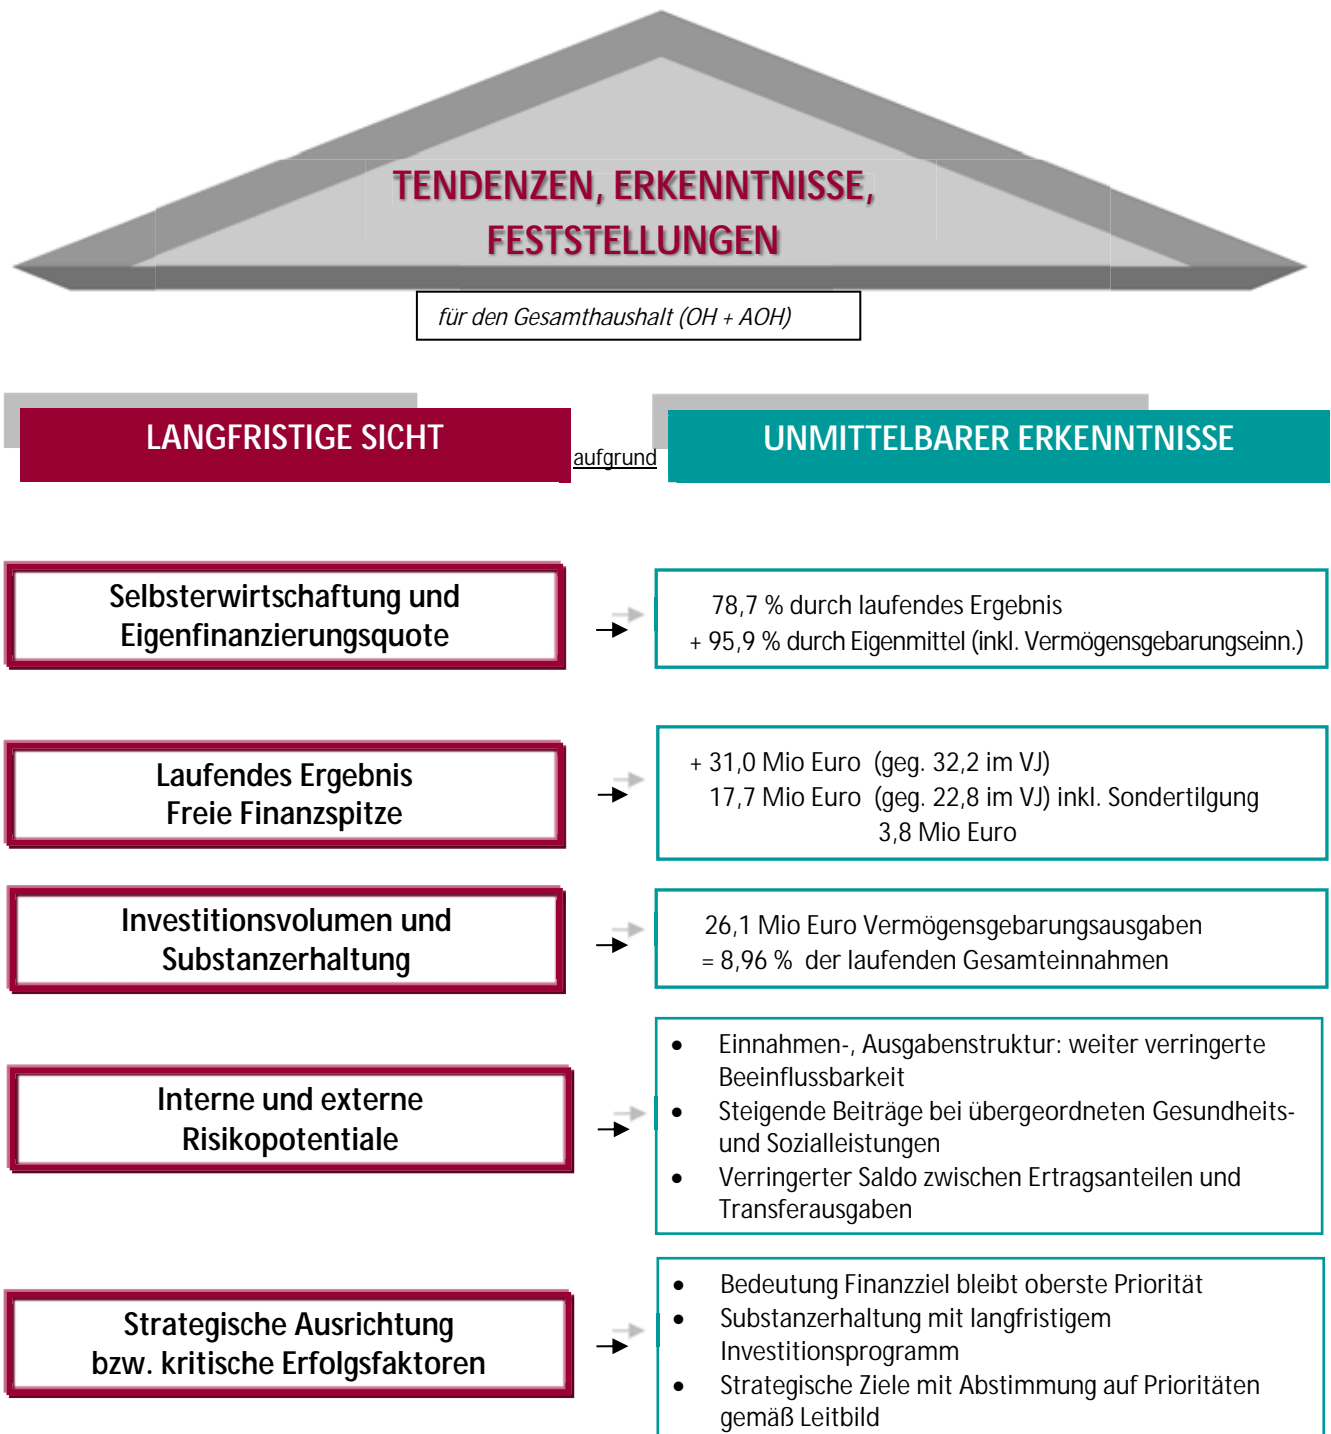 TENDENZEN, ERKENNTNISSE,
FESTSTELLUNGEN
für den Gesamthaushalt (OH + AOH)
LANGFRISTIGE SICHT
aufgrund
UNMITTELBARER ERKENNTNISSE
Selbsterwirtschaftung und
Eigenfinanzierungsquote
78,7 % durch laufendes Ergebnis
+ 95,9 % durch Eigenmittel (inkl. Vermögensgebarungseinn.)
Laufendes Ergebnis
Freie Finanzspitze
+ 31,0 Mio Euro (geg. 32,2 im VJ)
17,7 Mio Euro (geg. 22,8 im VJ) inkl. Sondertilgung
3,8 Mio Euro
Investitionsvolumen und
Substanzerhaltung
26,1 Mio Euro Vermögensgebarungsausgaben
= 8,96 % der laufenden Gesamteinnahmen
Interne und externe
Risikopotentiale
• Einnahmen-, Ausgabenstruktur: weiter verringerte
Beeinflussbarkeit
• Steigende Beiträge bei übergeordneten Gesundheits-
und Sozialleistungen
• Verringerter Saldo zwischen Ertragsanteilen und
Transferausgaben
Strategische Ausrichtung
bzw. kritische Erfolgsfaktoren
• Bedeutung Finanzziel bleibt oberste Priorität
• Substanzerhaltung mit langfristigem
Investitionsprogramm
• Strategische Ziele mit Abstimmung auf Prioritäten
gemäß Leitbild